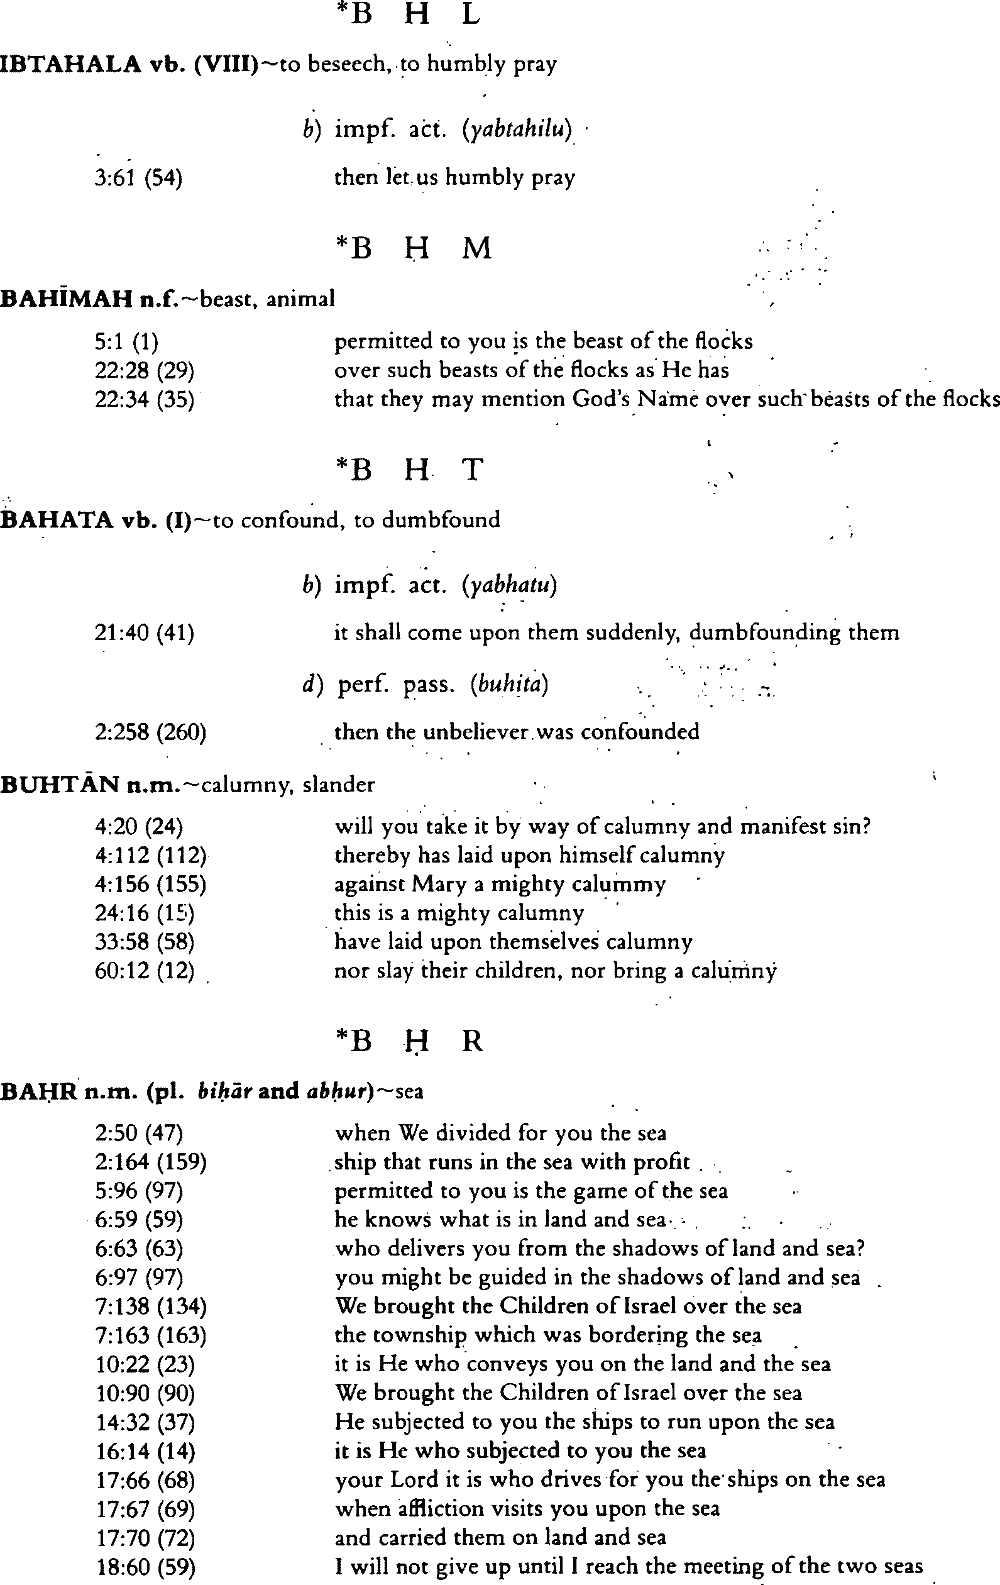 *B H L
IBTAHALA vb. (VIII)~to beseech, to humbly pray
b) impf. act. (yabtahilu)
3:61 (54) then let us humbly pray
*B Ḥ M
BAHĪMAH n.f.~beast, animal
5:1 (1) permitted to you is the beast of the flocks
22:28 (29) over such beasts of the flocks as He has
22:34 (35) that they may mention God's Name over such beasts of the flocks
*B H T
BAHATA vb. (I)~to confound, to dumbfound
b) impf. act. (yabhatu)
21:40 (41) it shall come upon them suddenly, dumbfounding them
d) perf. pass. (buhita)
2:258 (260) then the unbeliever was confounded
BUHTĀN n.m.~calumny, slander
4:20 (24) will you take it by way of calumny and manifest sin?
4:112 (112) thereby has laid upon himself calumny
4:156 (155) against Mary a mighty calummy
24:16 (15) this is a mighty calumny
33:58 (58) have laid upon themselves calumny
60:12 (12) nor slay their children, nor bring a calumny
*B Ḥ R
BAḤR n.m. (pl. biḥār and abḥur)~sea
2:50 (47) when We divided for you the sea
2:164 (159) ship that runs in the sea with profit
5:96 (97) permitted to you is the game of the sea
6:59 (59) he knows what is in land and sea
6:63 (63) who delivers you from the shadows of land and sea?
6:97 (97) you might be guided in the shadows of land and sea
7:138 (134) We brought the Children of Israel over the sea
7:163 (163) the township which was bordering the sea
10:22 (23) it is He who conveys you on the land and the sea
10:90 (90) We brought the Children of Israel over the sea
14:32 (37) He subjected to you the ships to run upon the sea
16:14 (14) it is He who subjected to you the sea
17:66 (68) your Lord it is who drives for you the ships on the sea
17:67 (69) when affliction visits you upon the sea
17:70 (72) and carried them on land and sea
18:60 (59) I will not give up until I reach the meeting of the two seas